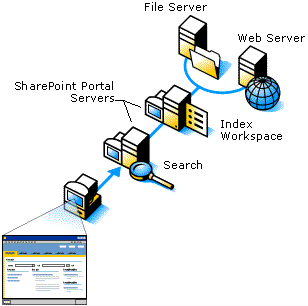 File Server
Web Server
SharePoint Portal
Servers
Index
Workspace
Search